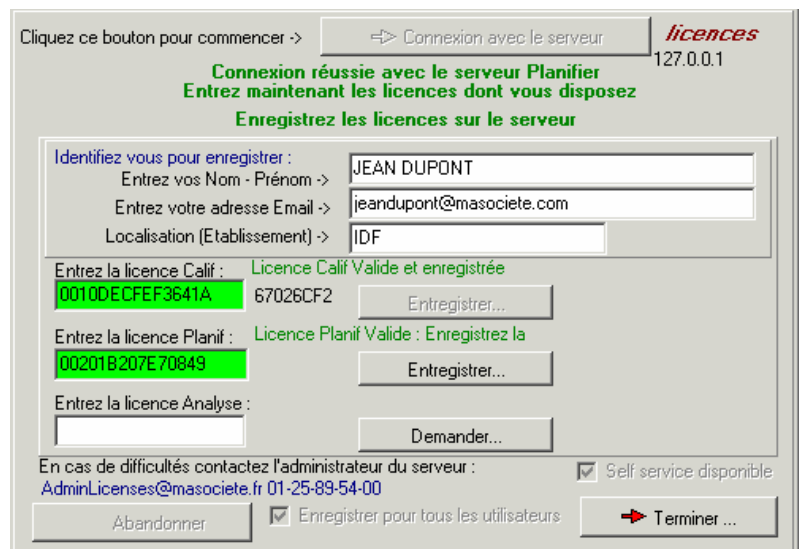 Cliquez ce bouton pour commencer -> Connexion avec le serveur licences
127.0.0.1
Connexion réussie avec le serveur Planifier
Entrez maintenant les licences dont vous disposez
Enregistrez les licences sur le serveur
Identifiez vous pour enregistrer :
Entrez vos Nom - Prénom -> JEAN DUPONT
Entrez votre adresse Email -> jeandupont@masociete.com
Localisation (Etablissement) -> IDF
Entrez la licence Calif : Licence Calif Valide et enregistrée
0010DECFEF3641A 67026CF2 Entregistrer...
Entrez la licence Planif : Licence Planif Valide : Enregistrez la
00201B207E70849 Entregistrer...
Entrez la licence Analyse :
Demander...
En cas de difficultés contactez l'administrateur du serveur : Self service disponible
AdminLicenses@masociete.fr 01-25-89-54-00
Abandonner Enregistrer pour tous les utilisateurs Terminer ...